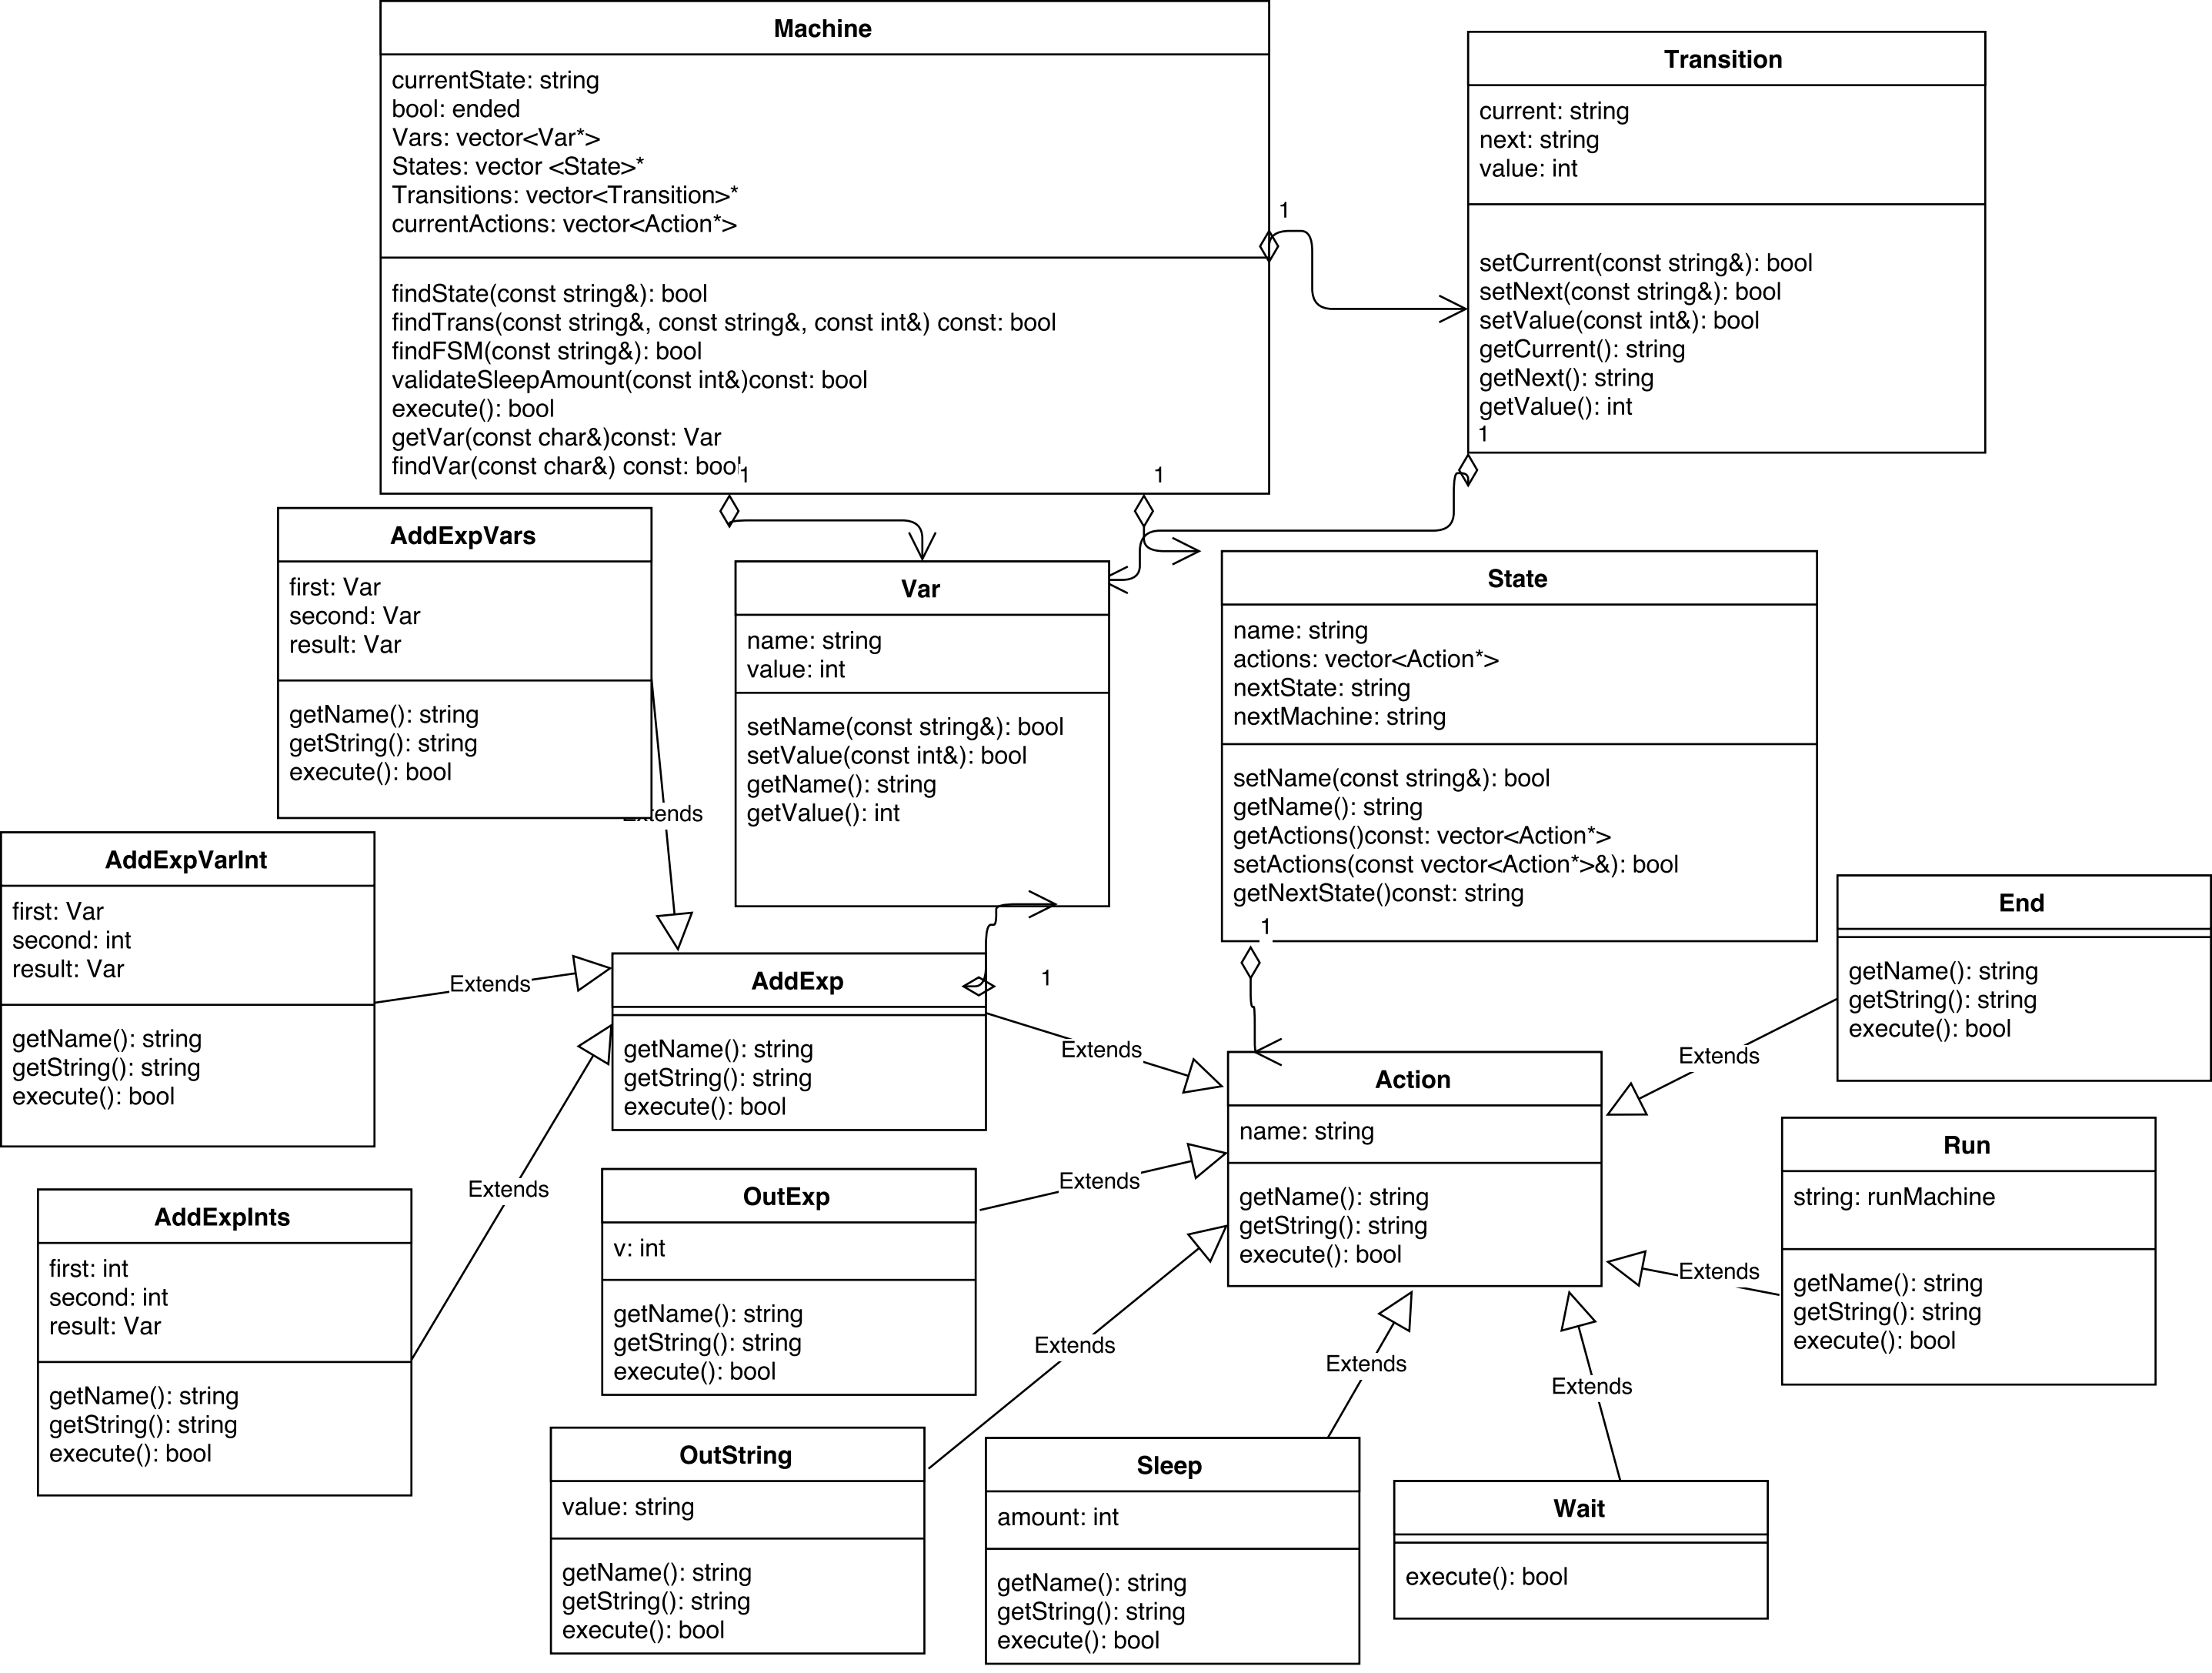 Machine
currentState: string
bool: ended
Vars: vector<Var*>
States: vector <State>*
Transitions: vector<Transition>*
currentActions: vector<Action*>
findState(const string&): bool
findTrans(const string&, const string&, const int&) const: bool
findFSM(const string&): bool
validateSleepAmount(const int&)const: bool
execute(): bool
getVar(const char&)const: Var
findVar(const char&) const: bool
1
1
1
Transition
current: string
next: string
value: int
setCurrent(const string&): bool
setNext(const string&): bool
setValue(const int&): bool
getCurrent(): string
getNext(): string
getValue(): int
1
AddExpVars
first: Var
second: Var
result: Var
getName(): string
getString(): string
execute(): bool
Extends
Var
name: string
value: int
setName(const string&): bool
setValue(const int&): bool
getName(): string
getValue(): int
State
name: string
actions: vector<Action*>
nextState: string
nextMachine: string
setName(const string&): bool
getName(): string
getActions()const: vector<Action*>
setActions(const vector<Action*>&): bool
getNextState()const: string
1
AddExpVarInt
first: Var
second: int
result: Var
getName(): string
getString(): string
execute(): bool
Extends
AddExp
getName(): string
getString(): string
execute(): bool
1
Extends
End
getName(): string
getString(): string
execute(): bool
Extends
Action
name: string
getName(): string
getString(): string
execute(): bool
Run
string: runMachine
getName(): string
getString(): string
execute(): bool
Extends
AddExpInts
first: int
second: int
result: Var
getName(): string
getString(): string
execute(): bool
Extends
OutExp
v: int
getName(): string
getString(): string
execute(): bool
Extends
OutString
value: string
getName(): string
getString(): string
execute(): bool
Extends
Sleep
amount: int
getName(): string
getString(): string
execute(): bool
Extends
Wait
execute(): bool
Extends